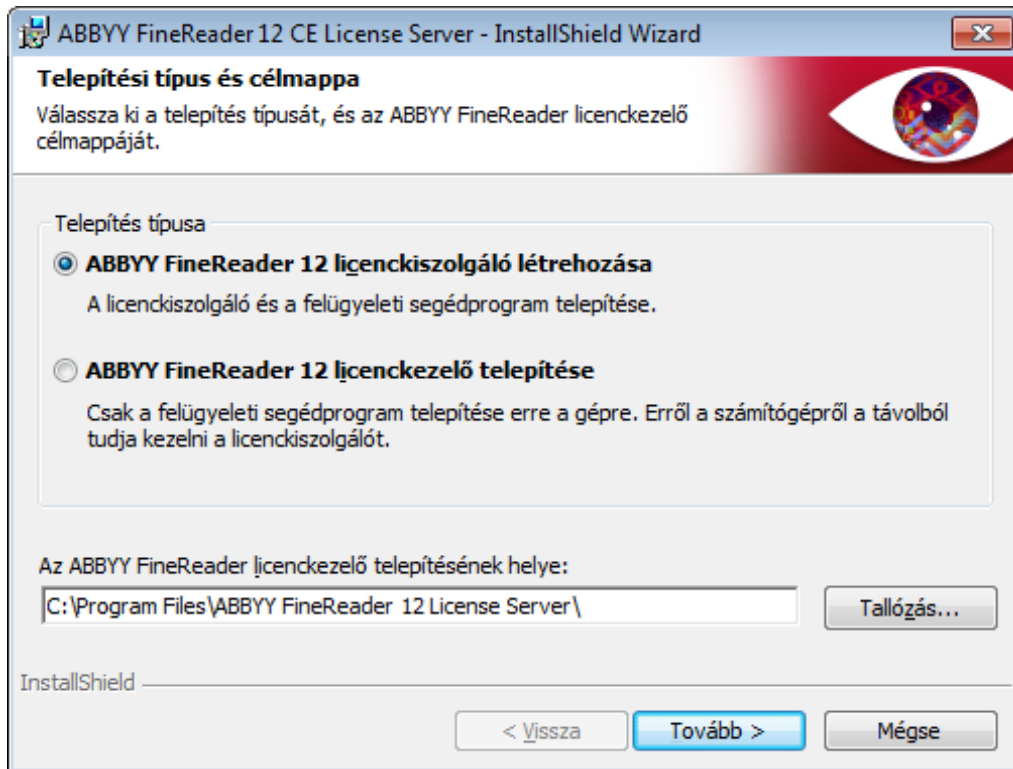 ABBYY FineReader 12 CE License Server - InstallShield Wizard
Telepítési típus és célmappa
Válassza ki a telepítés típusát, és az ABBYY FineReader licenckezelő
célmappáját.
Telepítés típusa
ABBYY FineReader 12 licenckiszolgáló létrehozása
A licenckiszolgáló és a felügyeleti segédprogram telepítése.
ABBYY FineReader 12 licenckezelő telepítése
Csak a felügyeleti segédprogram telepítése erre a gépre. Erről a számítógépről a távolból
tudja kezelni a licenckiszolgálót.
Az ABBYY FineReader licenckezelő telepítésének helye:
C:\Program Files\ABBYY FineReader 12 License Server\
Tallózás...
InstallShield
< Vissza
Tovább >
Mégse